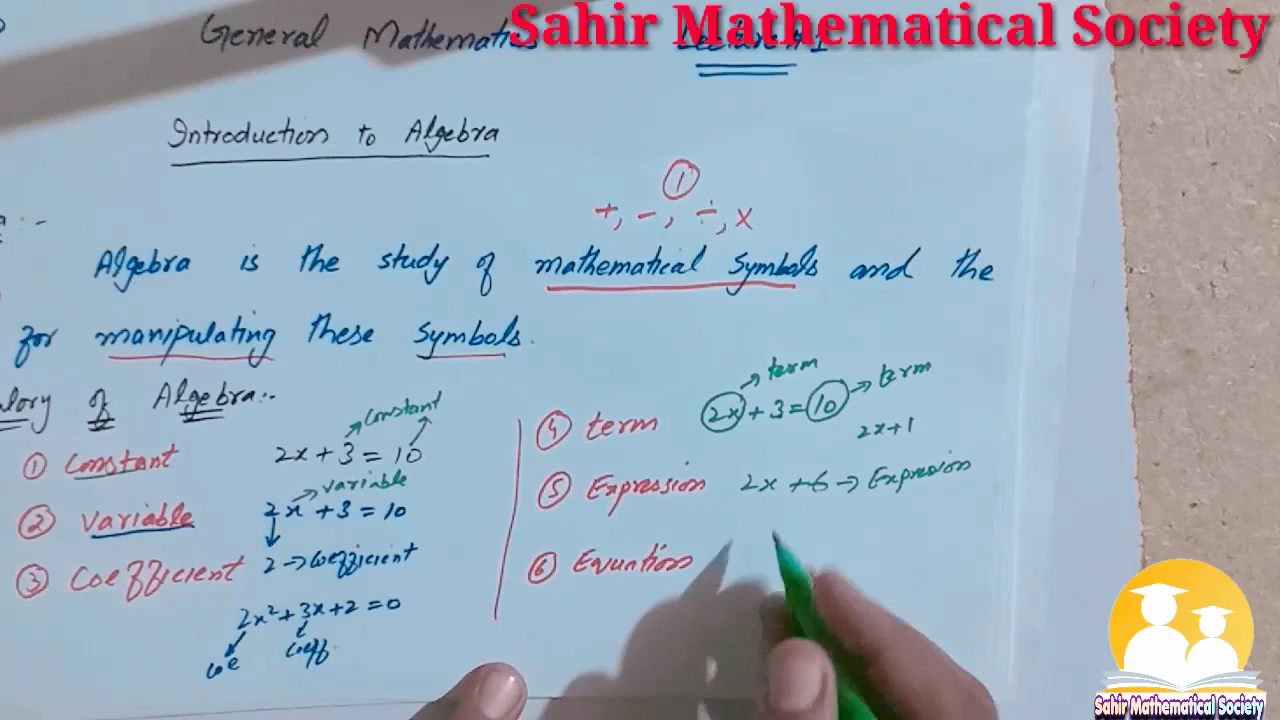 Sahir Mathematical Society
General Mathematics
Introduction to Algebra
1
+, -, ÷, x
Algebra is the study of mathematical Symbols and the
for manipulating these Symbols.
of Algebra:-
① Constant
2x + 3 = 10
Constant
② Variable
2x + 3 = 10
variable
③ Coefficient
2 → Coefficient
2x² + 3x + 2 = 0
coe
coeff.
④ term
2x + 3 = 10
term
term
2x+1
⑤ Expression
2x + 6 → Expression
⑥ Equation
Sahir Mathematical Society